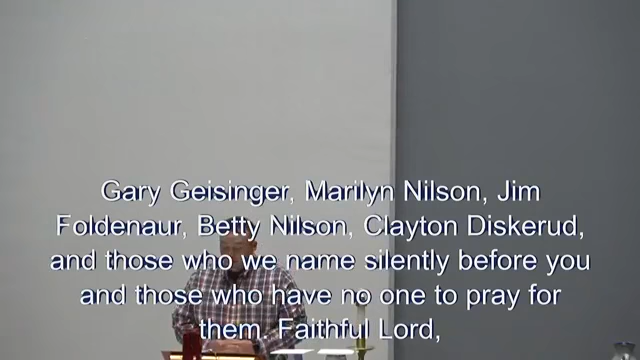 Gary Geisinger, Marilyn Nilson, Jim
Foldenaur, Betty Nilson, Clayton Diskerud,
and those who we name silently before you
and those who have no one to pray for
them, Faithful Lord,